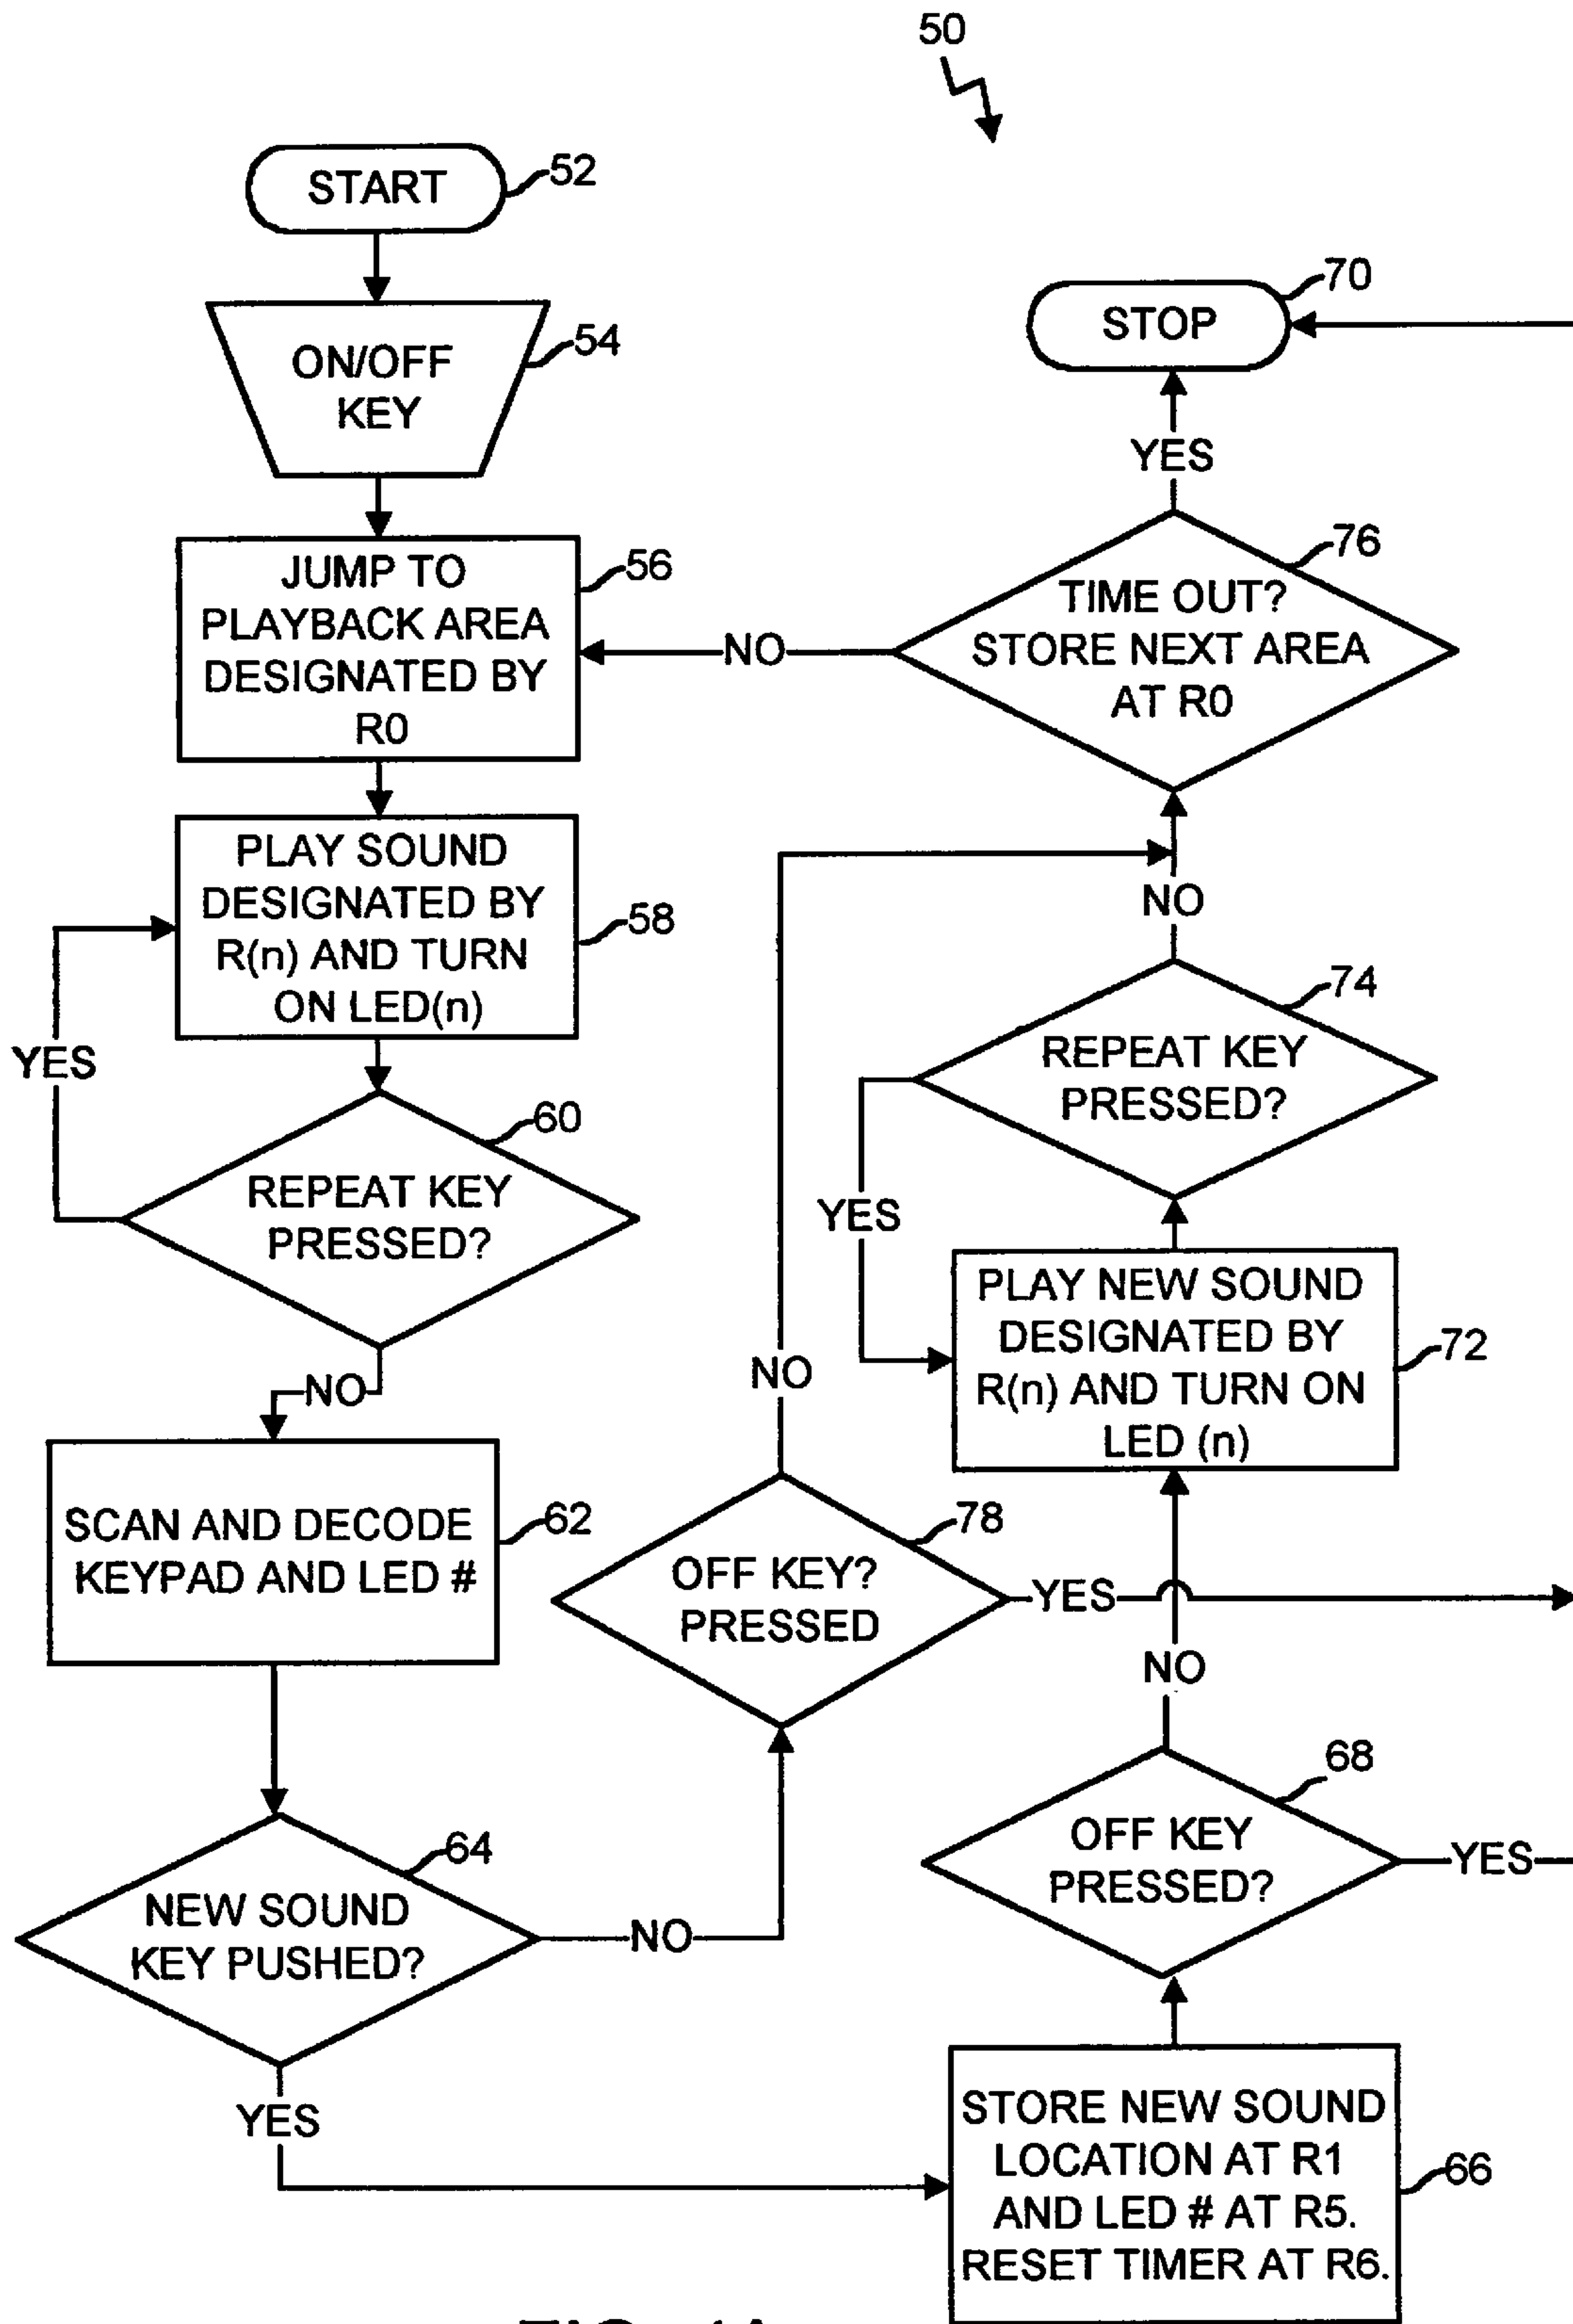 50
START
52
ON/OFF
KEY
54
JUMP TO
PLAYBACK AREA
DESIGNATED BY
R0
56
PLAY SOUND
DESIGNATED BY
R(n) AND TURN
ON LED(n)
58
YES
REPEAT KEY
PRESSED?
60
NO
SCAN AND DECODE
KEYPAD AND LED #
62
NEW SOUND
KEY PUSHED?
64
NO
YES
OFF KEY?
PRESSED
78
YES
NO
STOP
70
YES
TIME OUT?
STORE NEXT AREA
AT R0
76
NO
NO
REPEAT KEY
PRESSED?
74
YES
PLAY NEW SOUND
DESIGNATED BY
R(n) AND TURN ON
LED (n)
72
NO
OFF KEY
PRESSED?
68
YES
STORE NEW SOUND
LOCATION AT R1
AND LED # AT R5.
RESET TIMER AT R6.
66